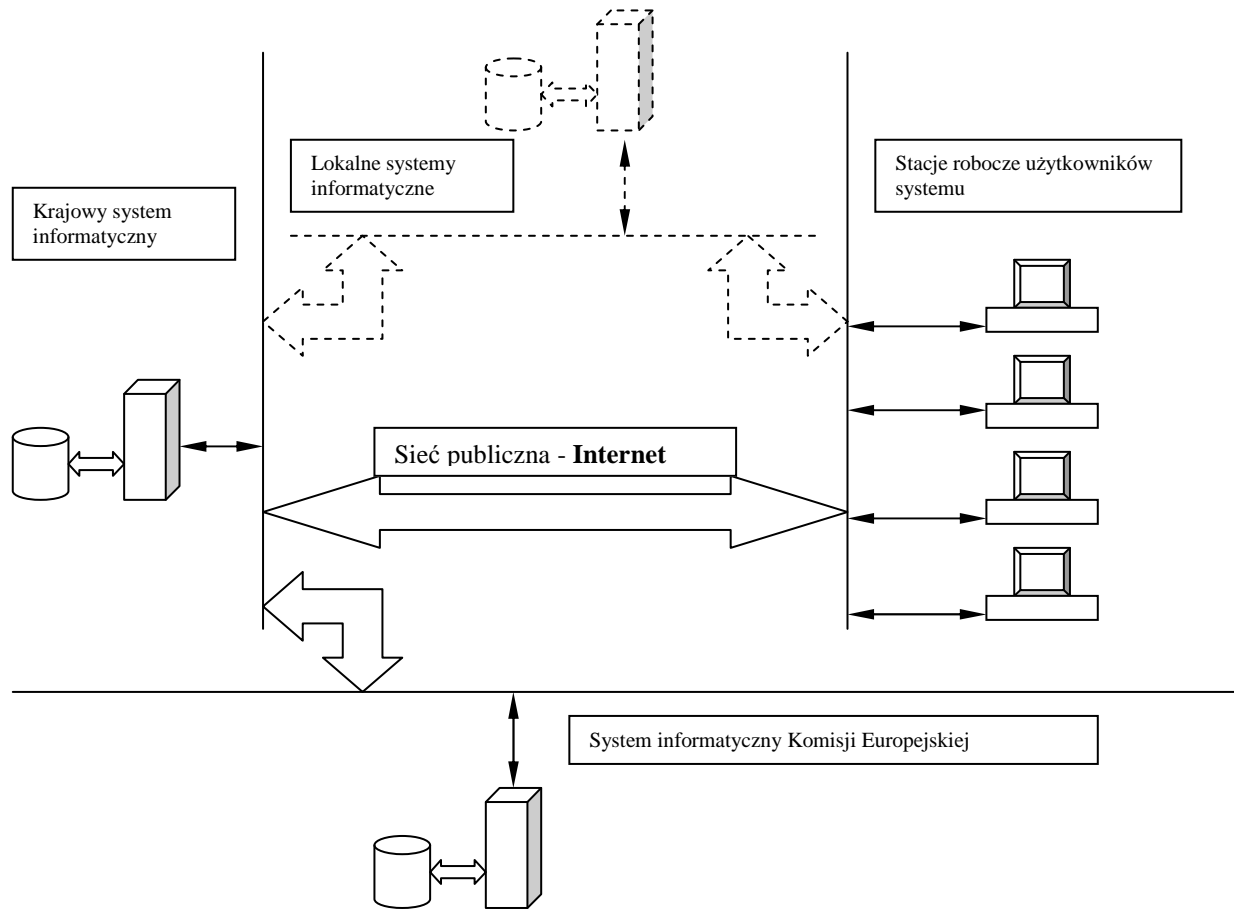 Lokalne systemy
informatyczne
Stacje robocze użytkowników
systemu
Krajowy system
informatyczny
Sieć publiczna - Internet
System informatyczny Komisji Europejskiej